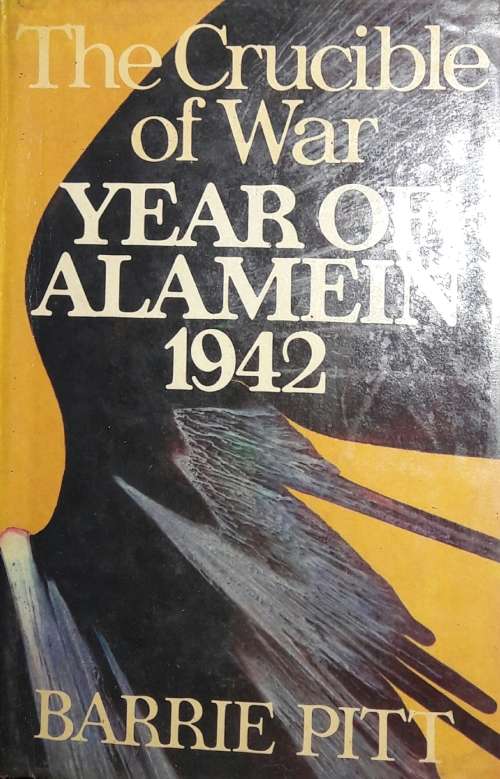 The Crucible
of War
YEAR OF
ALAMEIN
1942
BARRIE PITT